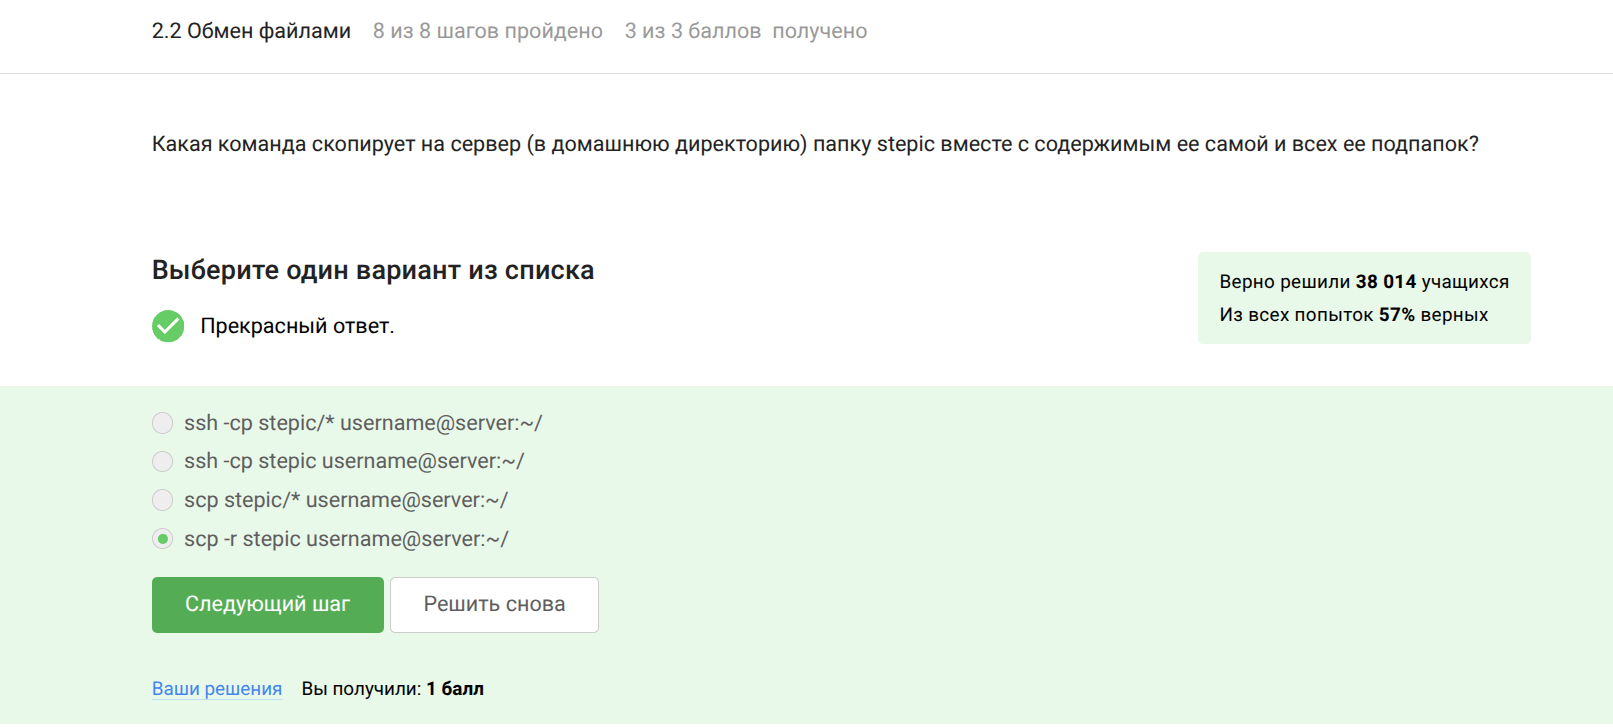 2.2 Обмен файлами 8 из 8 шагов пройдено 3 из 3 баллов получено
Какая команда скопирует на сервер (в домашнюю директорию) папку stepic вместе с содержимым ее самой и всех ее подпапок?
Выберите один вариант из списка
Прекрасный ответ.
Верно решили 38 014 учащихся
Из всех попыток 57% верных
ssh -cp stepic/* username@server:~/
ssh -cp stepic username@server:~/
scp stepic/* username@server:~/
scp -r stepic username@server:~/
Следующий шаг Решить снова
Ваши решения Вы получили: 1 балл